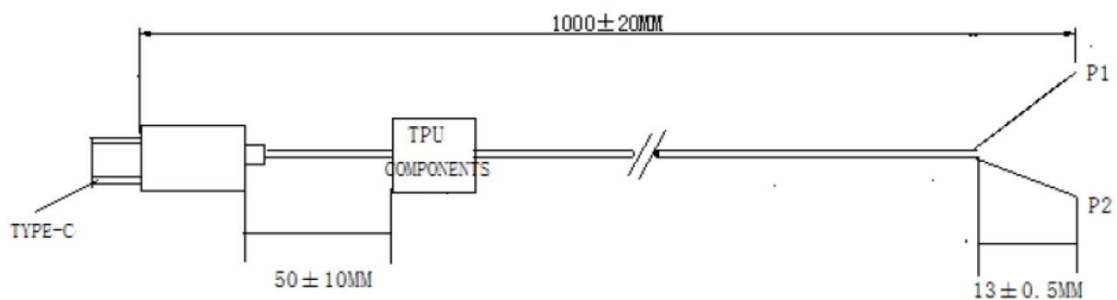 1000±20MM
P1
TPU
COMPONENTS
P2
TYPE-C
50±10MM
13±0.5MM